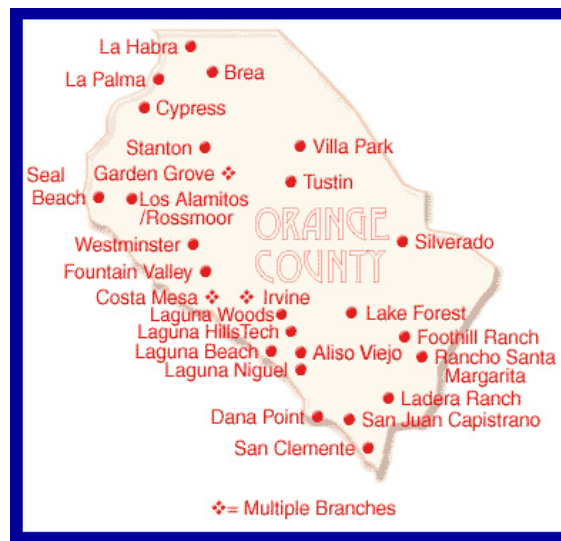 La Habra
La Palma
Brea
Cypress
Stanton
Villa Park
Garden Grove
Tustin
Seal
Beach
Los Alamitos
/Rossmoor
ORANGE
COUNTY
Westminster
Silverado
Fountain Valley
Costa Mesa
Irvine
Laguna Woods
Lake Forest
Laguna HillsTech
Foothill Ranch
Laguna Beach
Aliso Viejo
Rancho Santa
Margarita
Laguna Niguel
Ladera Ranch
Dana Point
San Juan Capistrano
San Clemente
❖= Multiple Branches